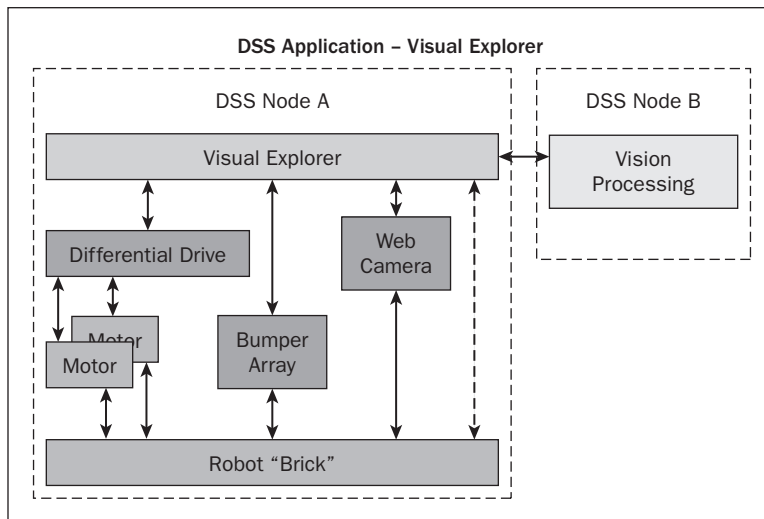 DSS Application – Visual Explorer
DSS Node A
DSS Node B
Visual Explorer
Vision
Processing
Differential Drive
Web
Camera
Motor
Motor
Bumper
Array
Robot “Brick”